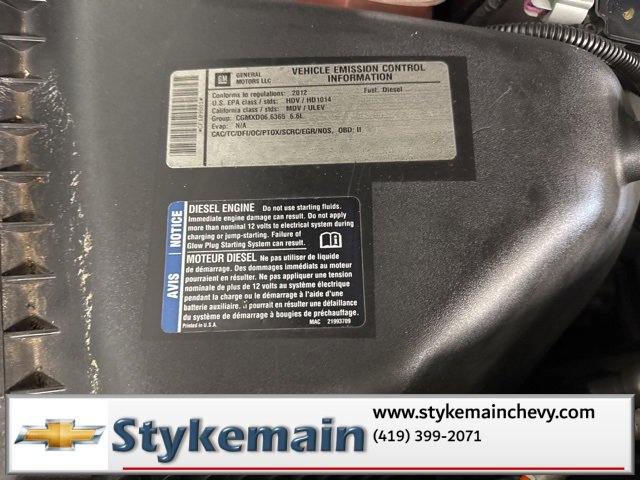 GM
GENERAL
MOTORS LLC
VEHICLE EMISSION CONTROL
INFORMATION
Conforms to regulations: 2012 Fuel: Diesel
U.S. EPA class / stds: HDV / HD1014
California class / stds: MDV / ULEV
Group: CGMXD06.6365 6.6L
Evap: N/A
CAC/TC/DFI/OC/PTOX/SCRC/EGR/NOS, OBD: II
AVIS | NOTICE
DIESEL ENGINE Do not use starting fluids.
Immediate engine damage can result. Do not apply
more than nominal 12 volts to electrical system during
charging or jump-starting. Failure of
Glow Plug Starting System can result.
MOTEUR DIESEL Ne pas utiliser de liquide
de démarrage. Des dommages immédiats au moteur
pourraient en résulter. Ne pas appliquer une tension
nominale de plus de 12 volts au système électrique
pendant la charge ou le démarrage à l'aide d'une
batterie auxiliaire. Il pourrait en résulter une défaillance
du système de démarrage à bougies de préchauffage.
Printed in U.S.A. MAC 21993709
Stykemain
www.stykemainchevy.com
(419) 399-2071